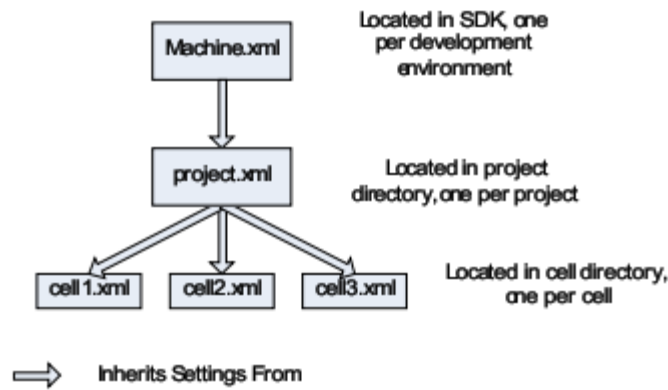 Machine.xml
Located in SDK, one
per development
environment
project.xml
Located in project
directory, one per project
cell1.xml
cell2.xml
cell3.xml
Located in cell directory,
one per cell
Inherits Settings From